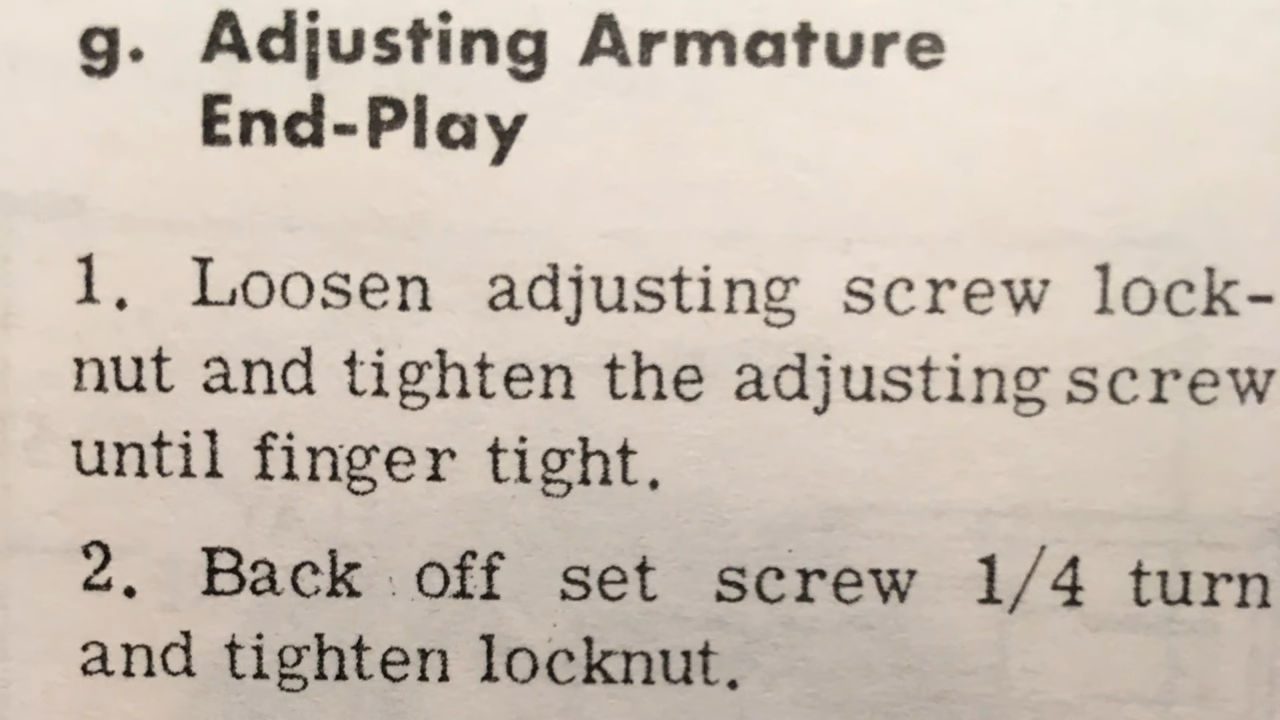 g. Adjusting Armature
End-Play
1. Loosen adjusting screw lock-
nut and tighten the adjusting screw
until finger tight.
2. Back off set screw 1/4 turn
and tighten locknut.